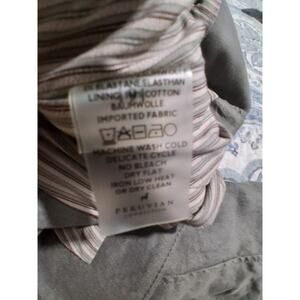 ELASTANE/ELASTHAN
LINING: COTTON
BAUMWOLLE
IMPORTED FABRIC
MACHINE WASH COLD
DELICATE CYCLE
NO BLEACH
DRY FLAT
IRON LOW HEAT
OR DRY CLEAN
PERUVIAN
CONNECTION